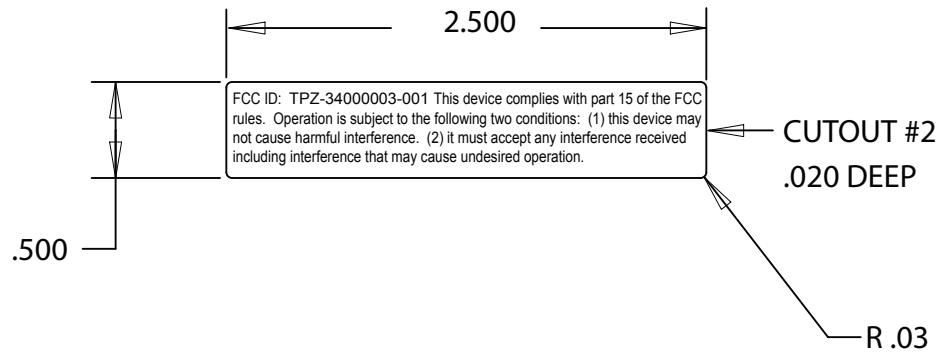 2.500
FCC ID: TPZ-34000003-001 This device complies with part 15 of the FCC
rules. Operation is subject to the following two conditions: (1) this device may
not cause harmful interference. (2) it must accept any interference received
including interference that may cause undesired operation.
CUTOUT #2
.020 DEEP
.500
R .03